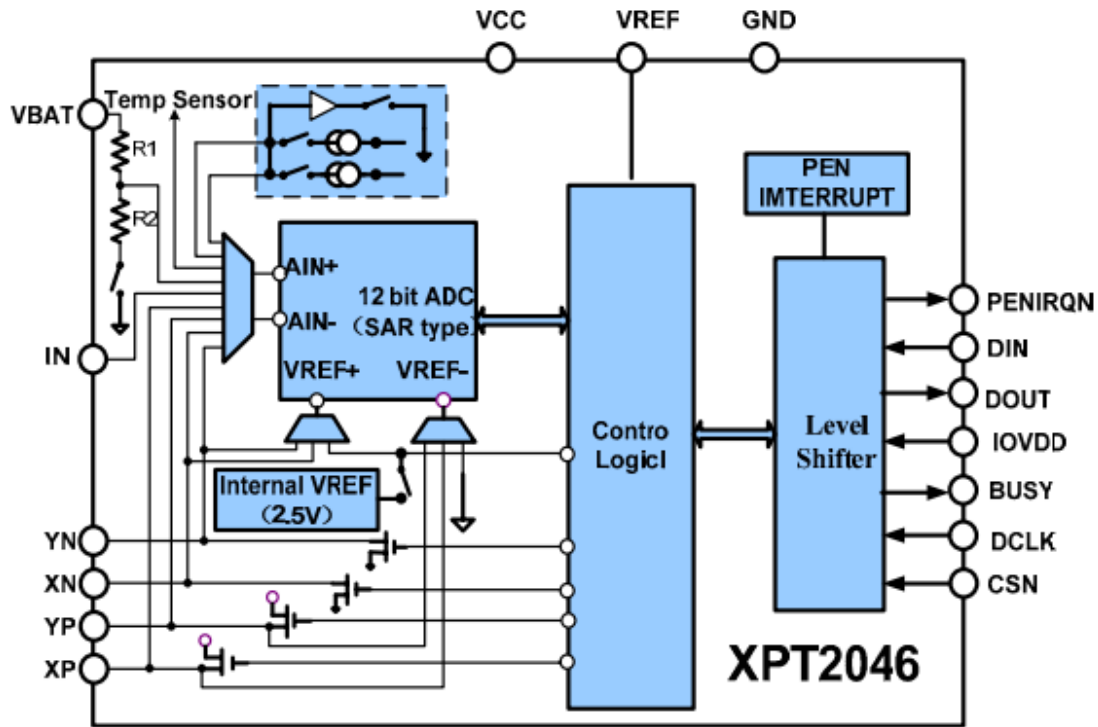 VCC
VREF
GND
VBAT
Temp Sensor
R1
R2
PEN
IMTERRUPT
AIN+
12 bit ADC
AIN-
（SAR type）
IN
VREF+
VREF-
PENIRQN
DIN
DOUT
Contro
Logicl
Level
Shifter
IOVDD
Internal VREF
（2.5V）
BUSY
YN
DCLK
XN
CSN
YP
XP
XPT2046